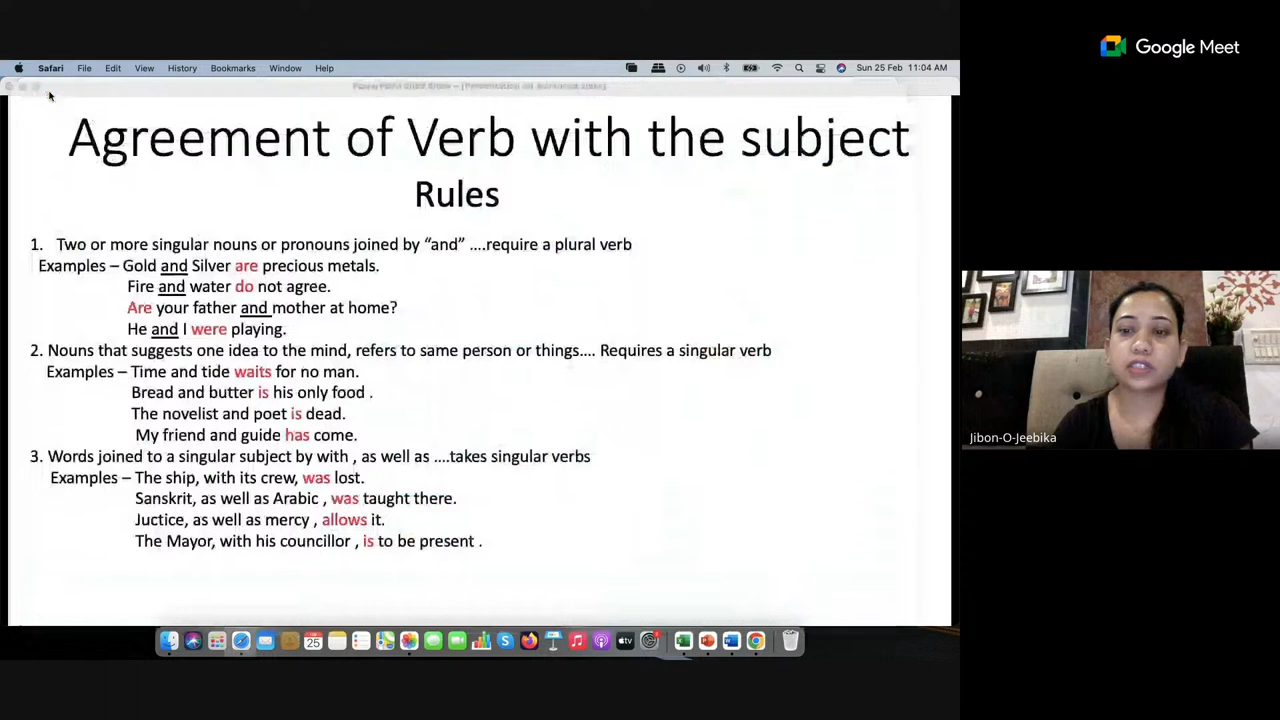 Google Meet
Safari File Edit View History Bookmarks Window Help Sun 25 Feb 11:04 AM
Agreement of Verb with the subject
Rules
1. Two or more singular nouns or pronouns joined by “and” ….require a plural verb
Examples – Gold and Silver are precious metals.
Fire and water do not agree.
Are your father and mother at home?
He and I were playing.
2. Nouns that suggests one idea to the mind, refers to same person or things…. Requires a singular verb
Examples – Time and tide waits for no man.
Bread and butter is his only food .
The novelist and poet is dead.
My friend and guide has come.
3. Words joined to a singular subject by with , as well as ….takes singular verbs
Examples – The ship, with its crew, was lost.
Sanskrit, as well as Arabic , was taught there.
Juctice, as well as mercy , allows it.
The Mayor, with his councillor , is to be present .
Jibon-O-Jeebika
25
tv